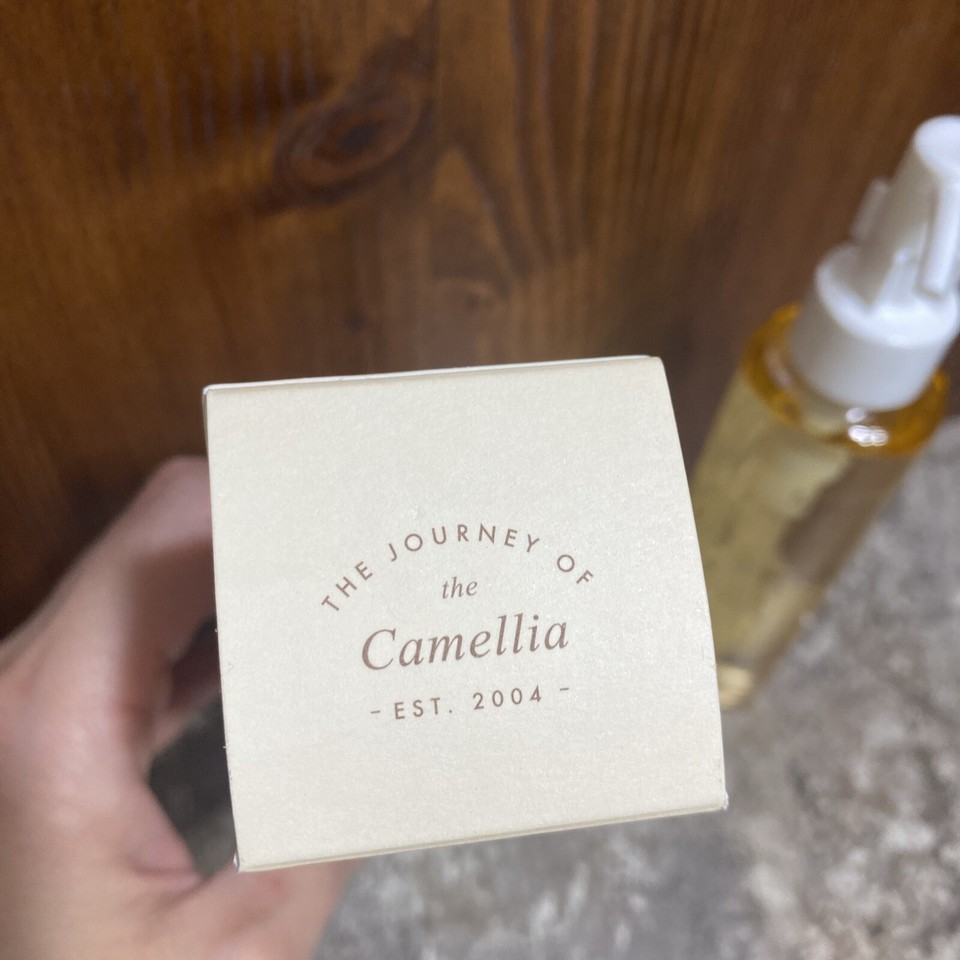 THE JOURNEY OF
the
Camellia
- EST. 2004 -